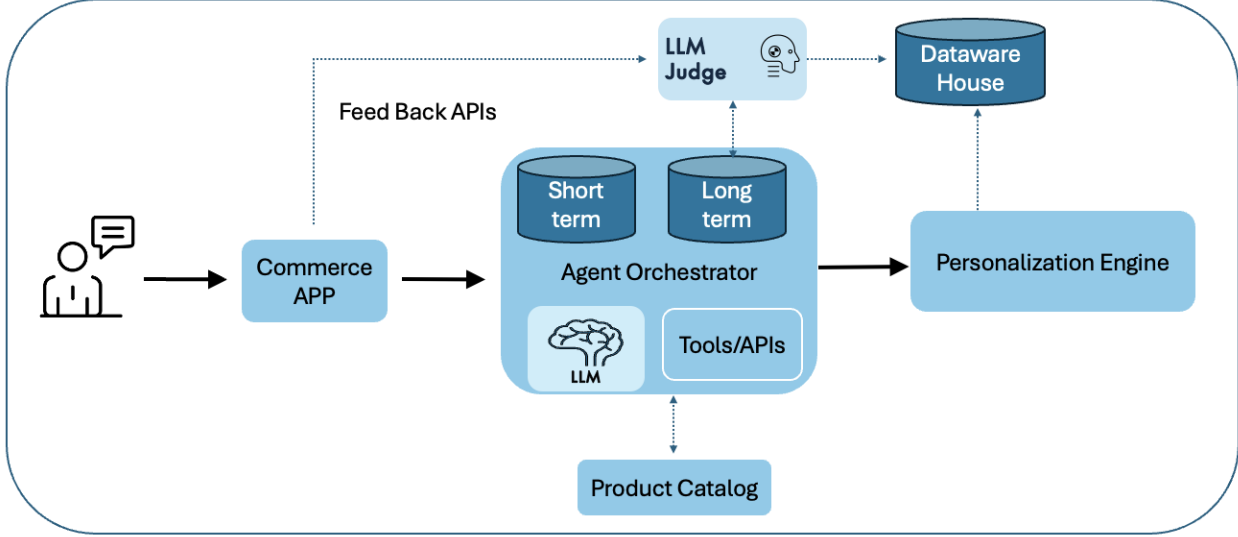 LLM
Judge
Dataware
House
Feed Back APIs
Short
term
Long
term
Commerce
APP
Agent Orchestrator
Personalization Engine
LLM
Tools/APIs
Product Catalog